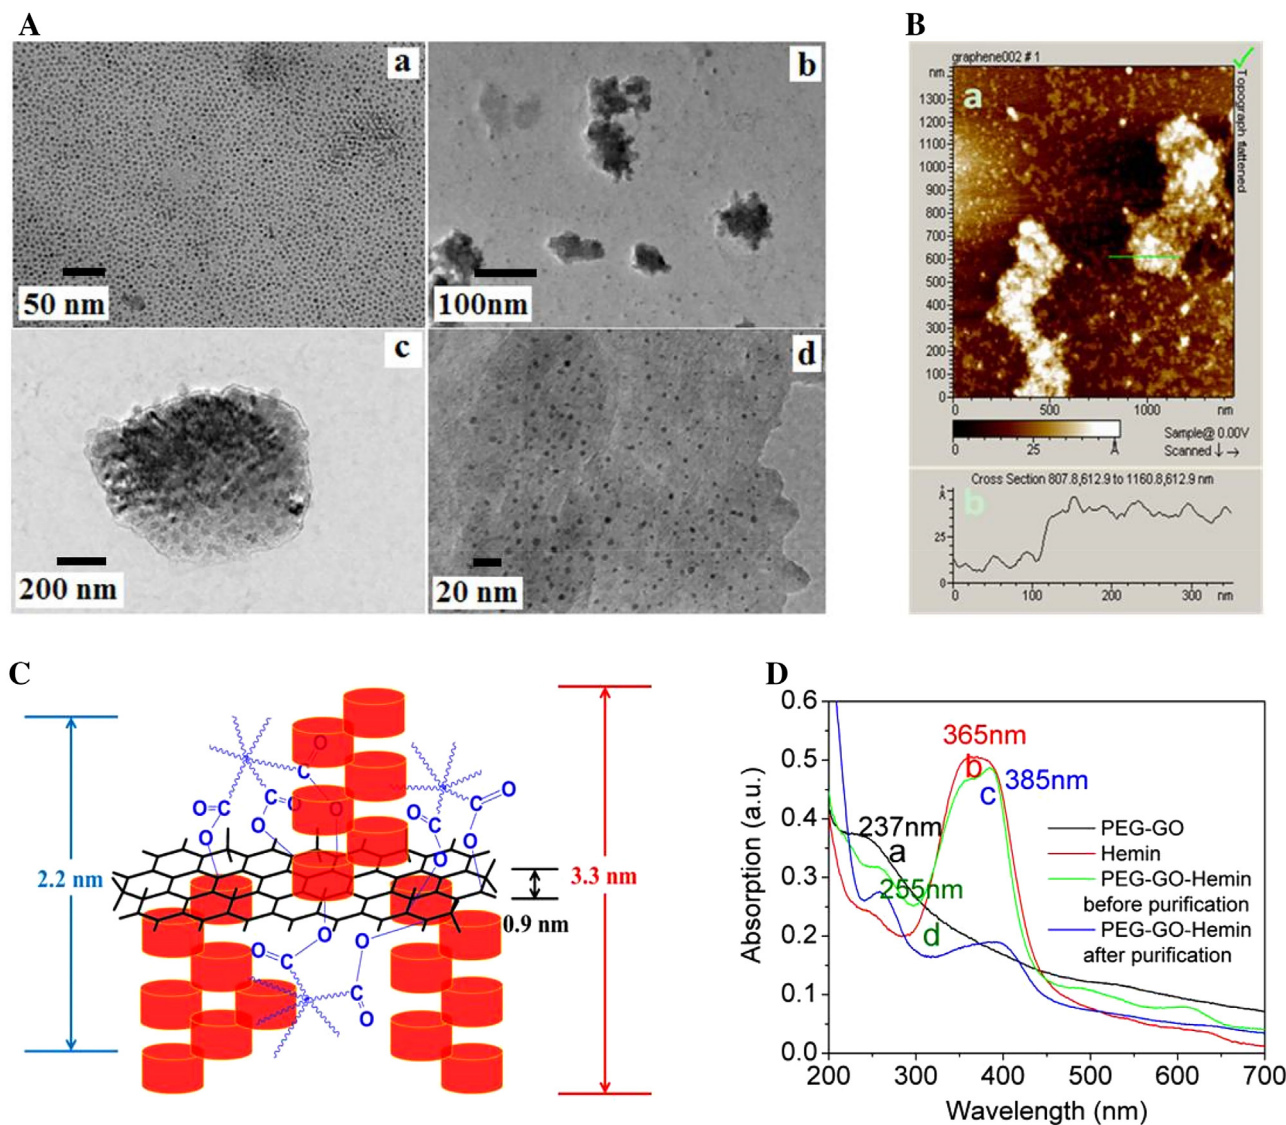 A
a
50 nm
b
100nm
c
200 nm
d
20 nm
B
graphene002 # 1
Topograph flattened
nm
1300
1200
1100
1000
900
800
700
600
500
400
300
200
100
0
a
0 500 1000 nm
0 25 Å
Sample@ 0.00V
Scanned ↓ →
Cross Section 807.8,612.9 to 1160.8,612.9 nm
b
Å
25
0
0 100 200 300 nm
C
2.2 nm
3.3 nm
0.9 nm
O
C
O
O=C
O
C
O
O
C
O
O
C
O
O
O=C
O
O
C
O
D
Absorption (a.u.)
0.6
0.5
0.4
0.3
0.2
0.1
0.0
200 300 400 500 600 700
Wavelength (nm)
365nm
b
c
385nm
237nm
a
255nm
d
PEG-GO
Hemin
PEG-GO-Hemin
before purification
PEG-GO-Hemin
after purification